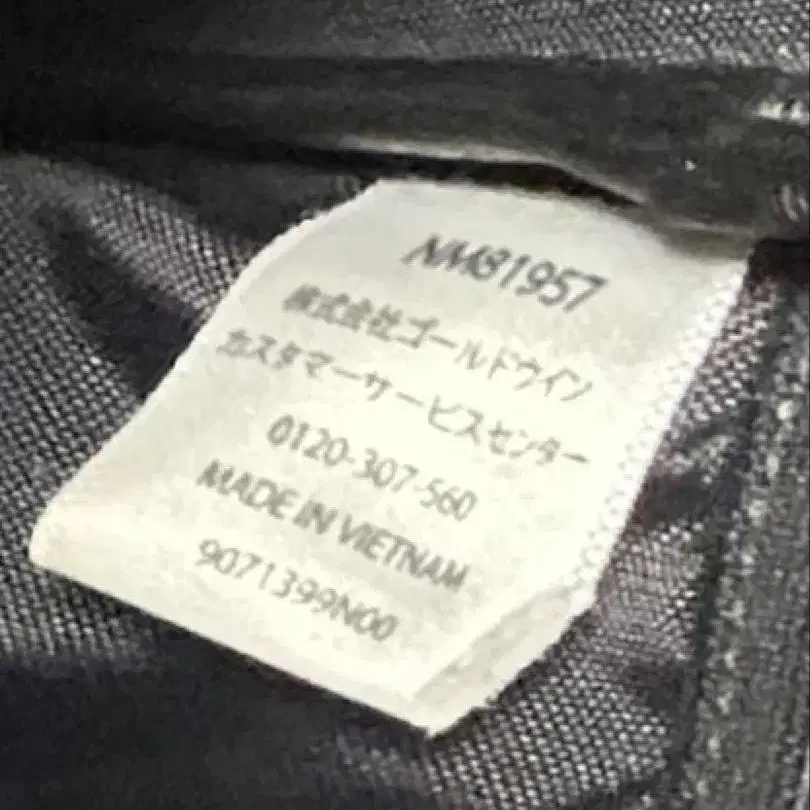 NM81957
株式会社ゴールドウイン
カスタマーサービスセンター
0120-307-560
MADE IN VIETNAM
9071399N00